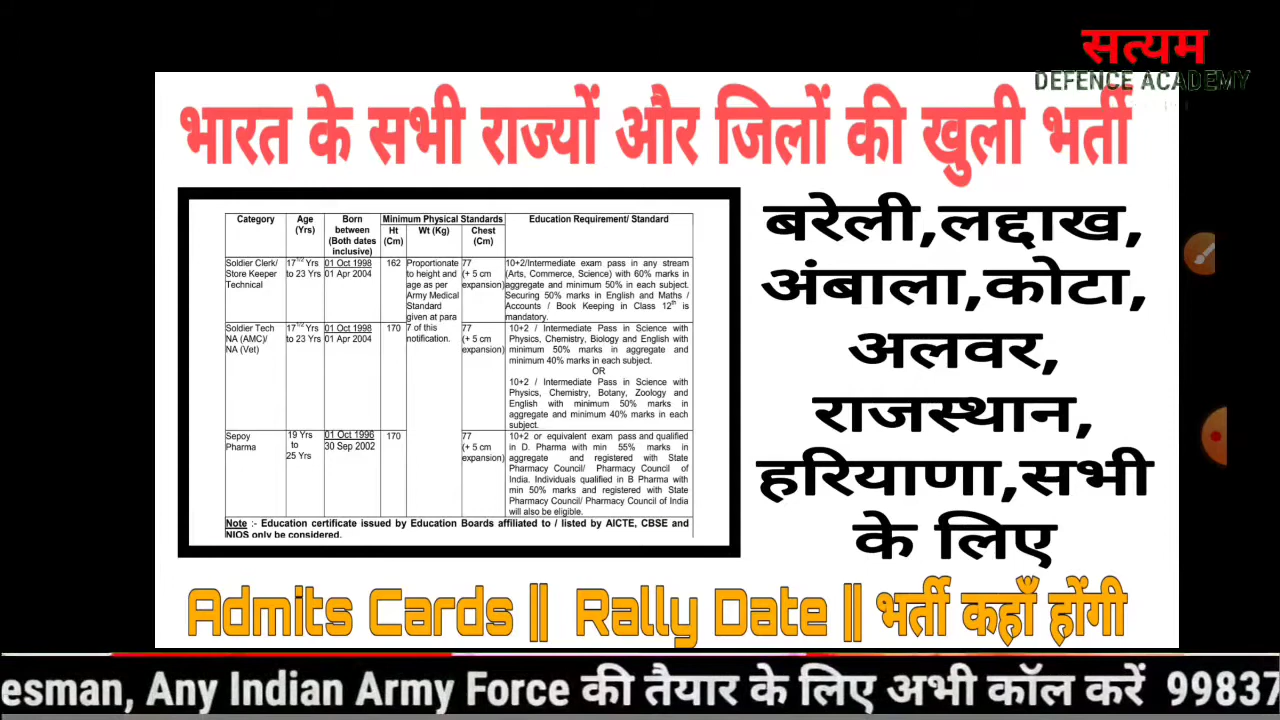 सत्यम
DEFENCE ACADEMY
भारत के सभी राज्यों और जिलों की खुली भर्ती
Category Age (Yrs) Born between (Both dates inclusive) Minimum Physical Standards Education Requirement/ Standard
Ht (Cm) Wt (Kg) Chest (Cm)
Soldier Clerk/ Store Keeper Technical
17 1/2 Yrs to 23 Yrs
01 Oct 1998
01 Apr 2004
162
Proportionate to height and age as per Army Medical Standard given at para 7 of this notification.
77 (+ 5 cm expansion)
10+2/Intermediate exam pass in any stream
(Arts, Commerce, Science) with 60% marks in
aggregate and minimum 50% in each subject.
Securing 50% marks in English and Maths /
Accounts / Book Keeping in Class 12th is
mandatory.
Soldier Tech NA (AMC)/ NA (Vet)
17 1/2 Yrs to 23 Yrs
01 Oct 1998
01 Apr 2004
170
77 (+ 5 cm expansion)
10+2 / Intermediate Pass in Science with
Physics, Chemistry, Biology and English with
minimum 50% marks in aggregate and
minimum 40% marks in each subject.
OR
10+2 / Intermediate Pass in Science with
Physics, Chemistry, Botany, Zoology and
English with minimum 50% marks in
aggregate and minimum 40% marks in each
subject.
Sepoy Pharma
19 Yrs to 25 Yrs
01 Oct 1996
30 Sep 2002
170
77 (+ 5 cm expansion)
10+2 or equivalent exam pass and qualified
in D. Pharma with min 55% marks in
aggregate and registered with State
Pharmacy Council/ Pharmacy Council of
India. Individuals qualified in B Pharma with
min 50% marks and registered with State
Pharmacy Council/ Pharmacy Council of India
will also be eligible.
Note :- Education certificate issued by Education Boards affiliated to / listed by AICTE, CBSE and
NIOS only be considered.
बरेली,लद्दाख,
अंबाला,कोटा,
अलवर,
राजस्थान,
हरियाणा,सभी
के लिए
Admits Cards || Rally Date || भर्ती कहाँ होंगी
esman, Any Indian Army Force की तैयार के लिए अभी कॉल करें 99837